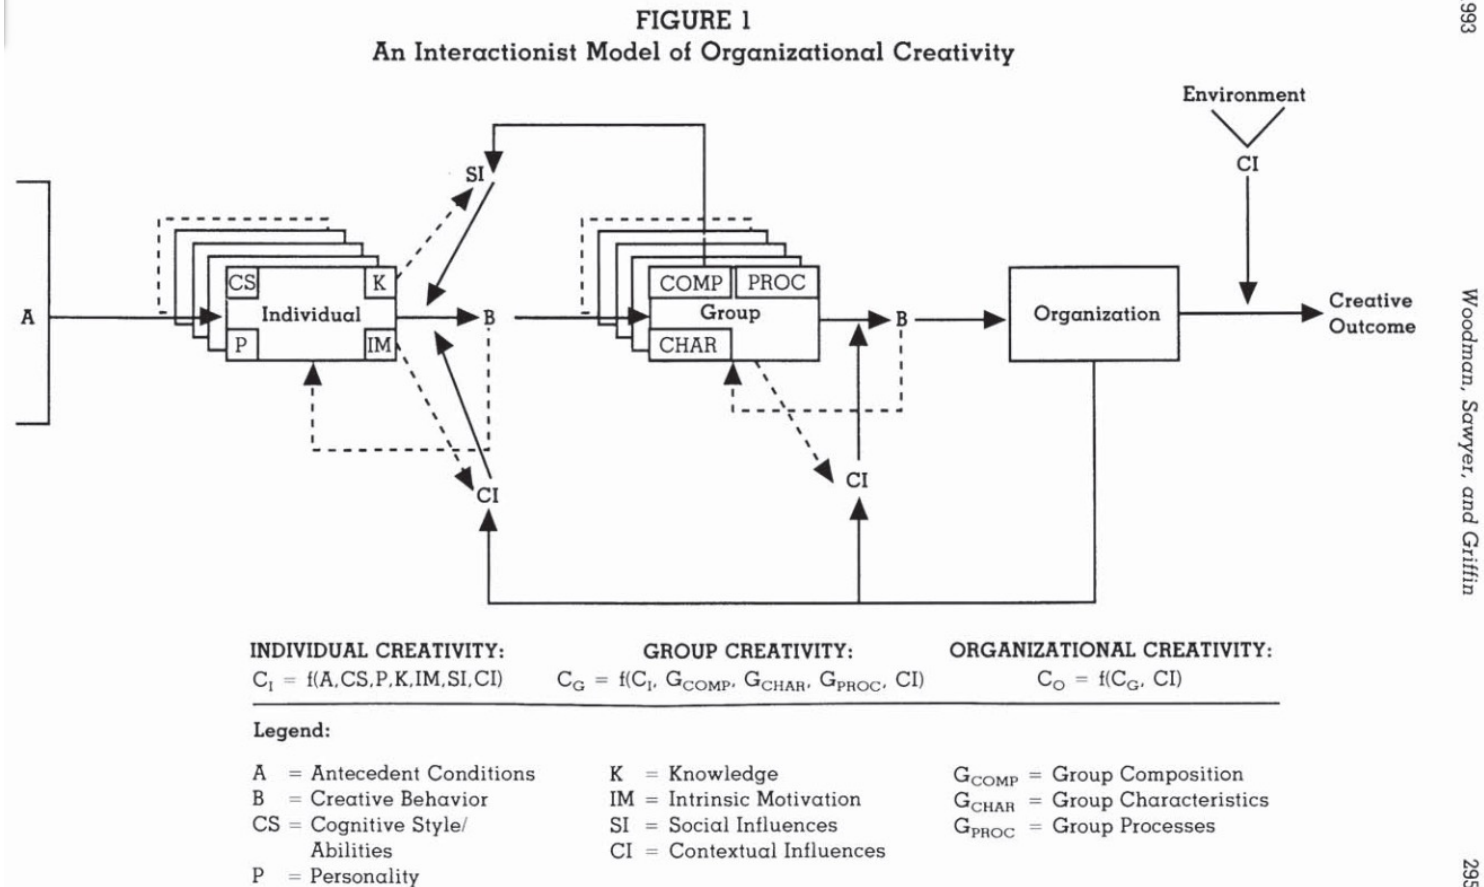 FIGURE 1
An Interactionist Model of Organizational Creativity
993
Environment
CI
SI
CS
K
Individual
P
IM
A
B
COMP
PROC
Group
CHAR
B
Organization
Creative
Outcome
CI
CI
Woodman, Sawyer, and Griffin
INDIVIDUAL CREATIVITY:
C_I = f(A,CS,P,K,IM,SI,CI)
GROUP CREATIVITY:
C_G = f(C_I, G_COMP, G_CHAR, G_PROC, CI)
ORGANIZATIONAL CREATIVITY:
C_O = f(C_G, CI)
Legend:
A = Antecedent Conditions
B = Creative Behavior
CS = Cognitive Style/
Abilities
P = Personality
K = Knowledge
IM = Intrinsic Motivation
SI = Social Influences
CI = Contextual Influences
G_COMP = Group Composition
G_CHAR = Group Characteristics
G_PROC = Group Processes
295